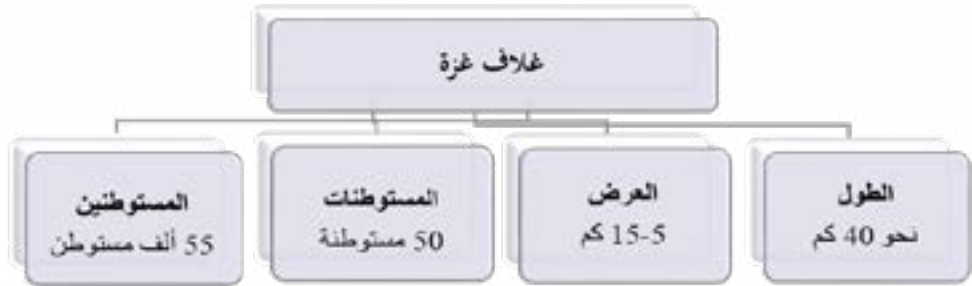 غلاف غزة
الطول
نحو 40 كم
العرض
5-15 كم
المستوطنات
50 مستوطنة
المستوطنين
55 ألف مستوطن